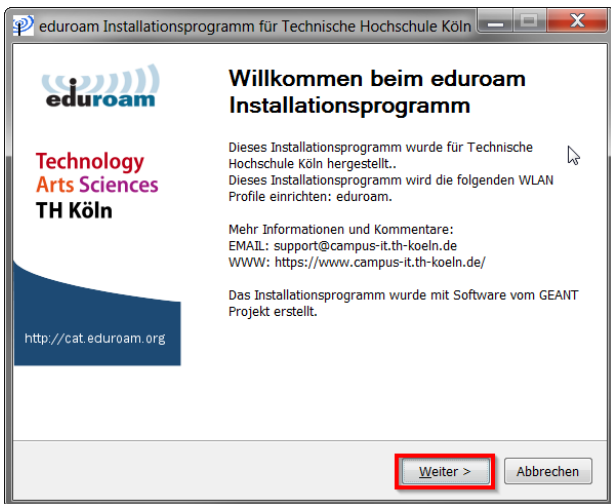 eduroam Installationsprogramm für Technische Hochschule Köln
eduroam
Willkommen beim eduroam
Installationsprogramm
Technology
Arts Sciences
TH Köln
Dieses Installationsprogramm wurde für Technische
Hochschule Köln hergestellt..
Dieses Installationsprogramm wird die folgenden WLAN
Profile einrichten: eduroam.
Mehr Informationen und Kommentare:
EMAIL: support@campus-it.th-koeln.de
WWW: https://www.campus-it.th-koeln.de/
Das Installationsprogramm wurde mit Software vom GEANT
Projekt erstellt.
http://cat.eduroam.org
Weiter >
Abbrechen